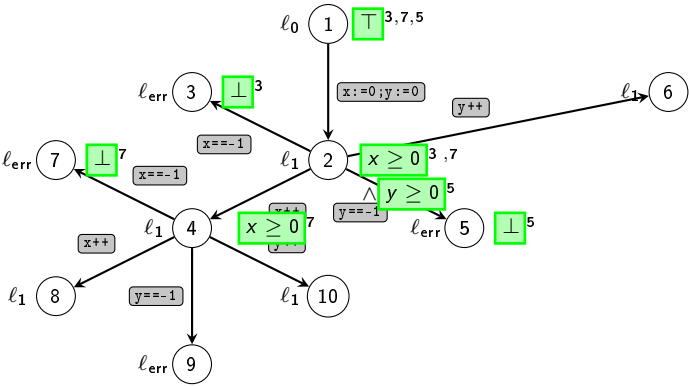 ℓ0 1 ⊤ 3,7,5
ℓerr 3 ⊥ 3
x:=0;y:=0
ℓ1 6
y++
x==-1
ℓerr 7 ⊥ 7
ℓ1 2 x ≥ 0 3 ,7
x==-1
∧ y ≥ 0 5
x++
y==-1
ℓ1 4 x ≥ 0 7
ℓerr 5 ⊥ 5
x++
y++
ℓ1 8
y==-1
ℓ1 10
ℓerr 9